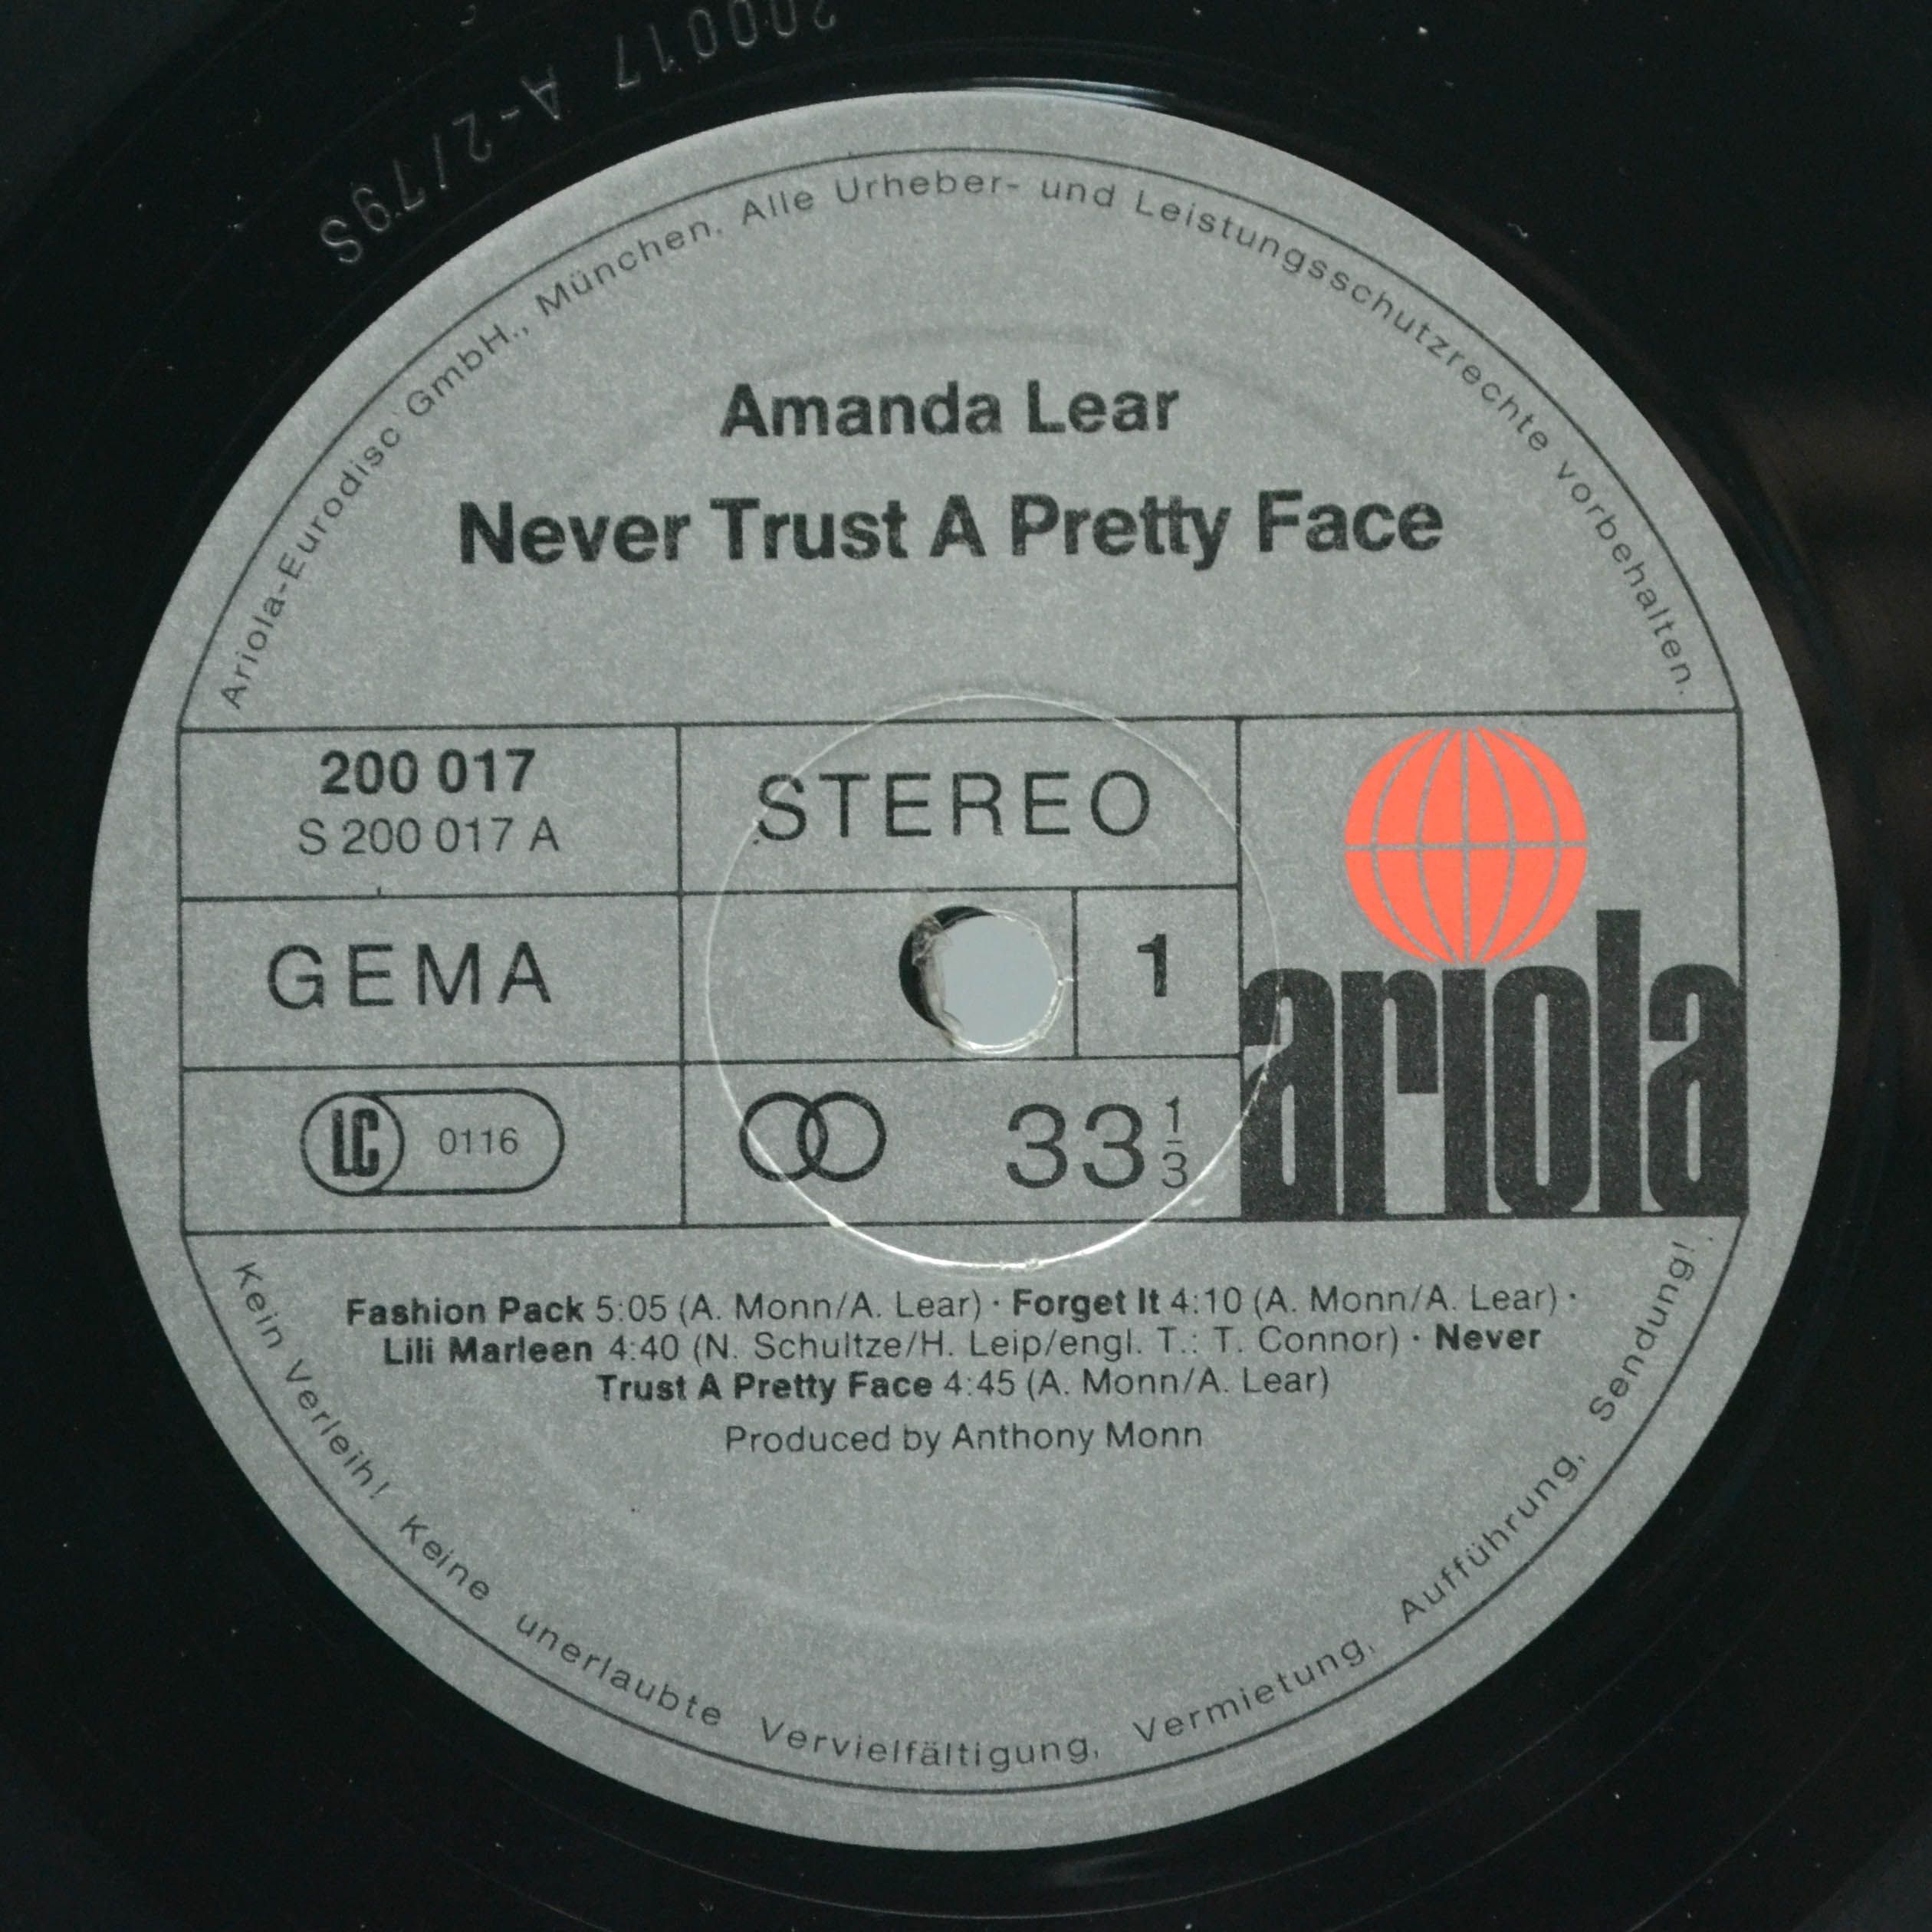 200017 A-2/79S
Ariola-Eurodisc GmbH., München. Alle Urheber- und Leistungsschutzrechte vorbehalten.
Amanda Lear
Never Trust A Pretty Face
200 017
S 200 017 A
STEREO
GEMA
1
LC 0116
33 1/3
ariola
Fashion Pack 5:05 (A. Monn/A. Lear) · Forget It 4:10 (A. Monn/A. Lear) ·
Lili Marleen 4:40 (N. Schultze/H. Leip/engl. T.: T. Connor) · Never
Trust A Pretty Face 4:45 (A. Monn/A. Lear)
Produced by Anthony Monn
Kein Verleih! Keine unerlaubte Vervielfältigung, Vermietung, Aufführung, Sendung!